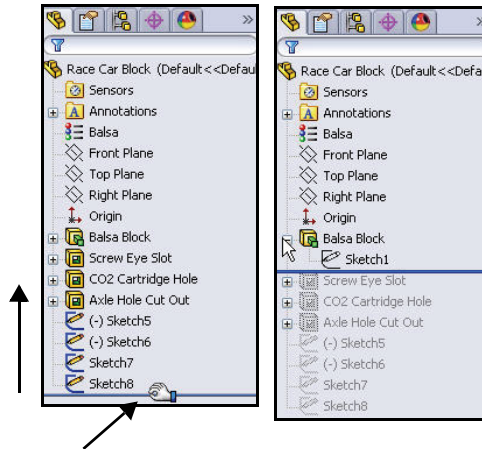 »
Race Car Block (Default<<Defau
Sensors
A Annotations
Balsa
Front Plane
Top Plane
Right Plane
Origin
Balsa Block
Screw Eye Slot
CO2 Cartridge Hole
Axle Hole Cut Out
(-) Sketch5
(-) Sketch6
Sketch7
Sketch8
Race Car Block (Default<<Defa
Sensors
A Annotations
Balsa
Front Plane
Top Plane
Right Plane
Origin
Balsa Block
Sketch1
Screw Eye Slot
CO2 Cartridge Hole
Axle Hole Cut Out
(-) Sketch5
(-) Sketch6
Sketch7
Sketch8